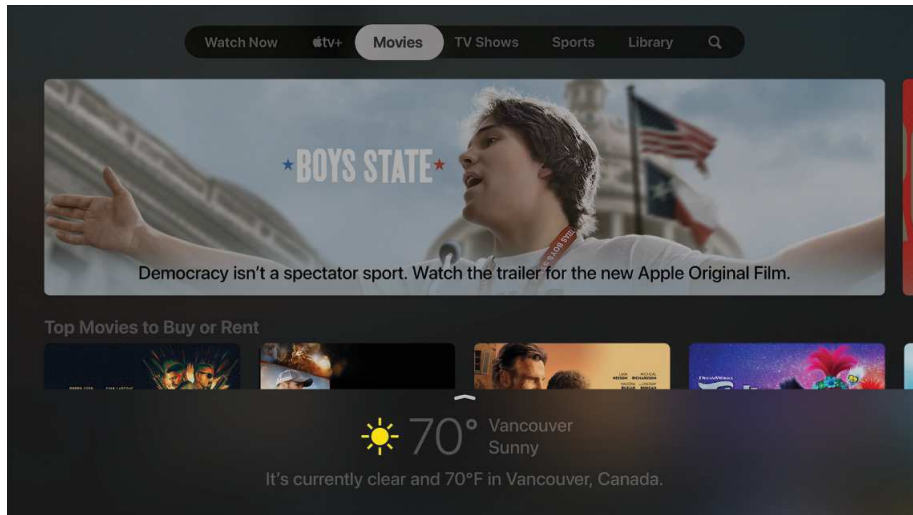 Watch Now tv+ Movies TV Shows Sports Library
BOYS STATE
BOYS STATE
Democracy isn't a spectator sport. Watch the trailer for the new Apple Original Film.
Top Movies to Buy or Rent
70° Vancouver
Sunny
It's currently clear and 70°F in Vancouver, Canada.